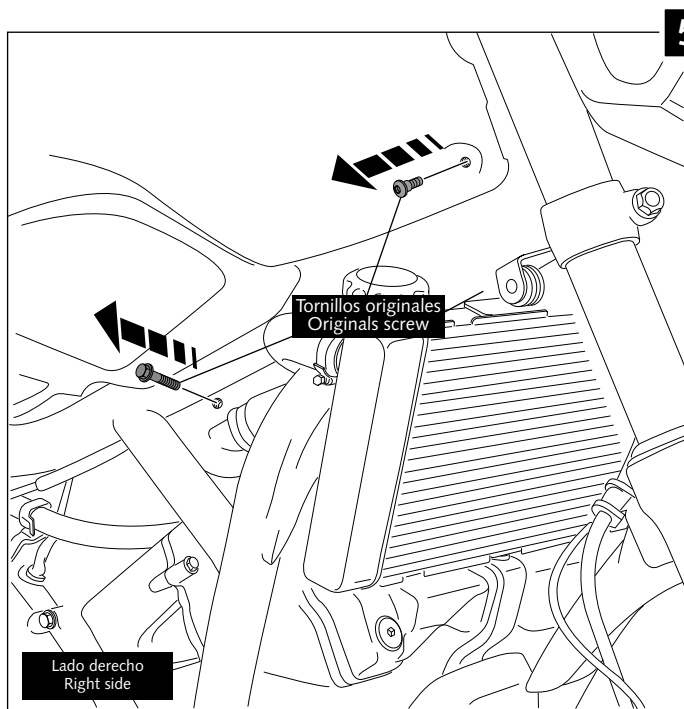 5
Tornillos originales
Originals screw
Lado derecho
Right side